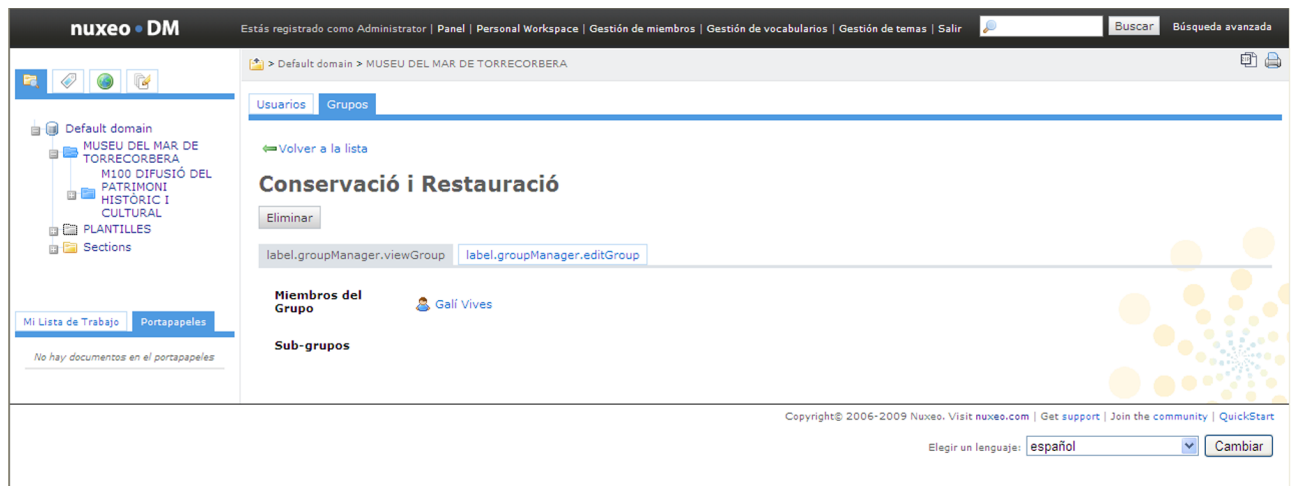 nuxeo DM
Estás registrado como Administrator | Panel | Personal Workspace | Gestión de miembros | Gestión de vocabularios | Gestión de temas | Salir
Buscar
Búsqueda avanzada
> Default domain > MUSEU DEL MAR DE TORRECORBERA
Usuarios
Grupos
Default domain
MUSEU DEL MAR DE
TORRECORBERA
M100 DIFUSIÓ DEL
PATRIMONI
HISTÒRIC I
CULTURAL
PLANTILLES
Sections
Mi Lista de Trabajo
Portapapeles
No hay documentos en el portapapeles
Volver a la lista
Conservació i Restauració
Eliminar
label.groupManager.viewGroup
label.groupManager.editGroup
Miembros del
Grupo
Galí Vives
Sub-grupos
Copyright© 2006-2009 Nuxeo. Visit nuxeo.com | Get support | Join the community | QuickStart
Elegir un lenguaje:
español
Cambiar